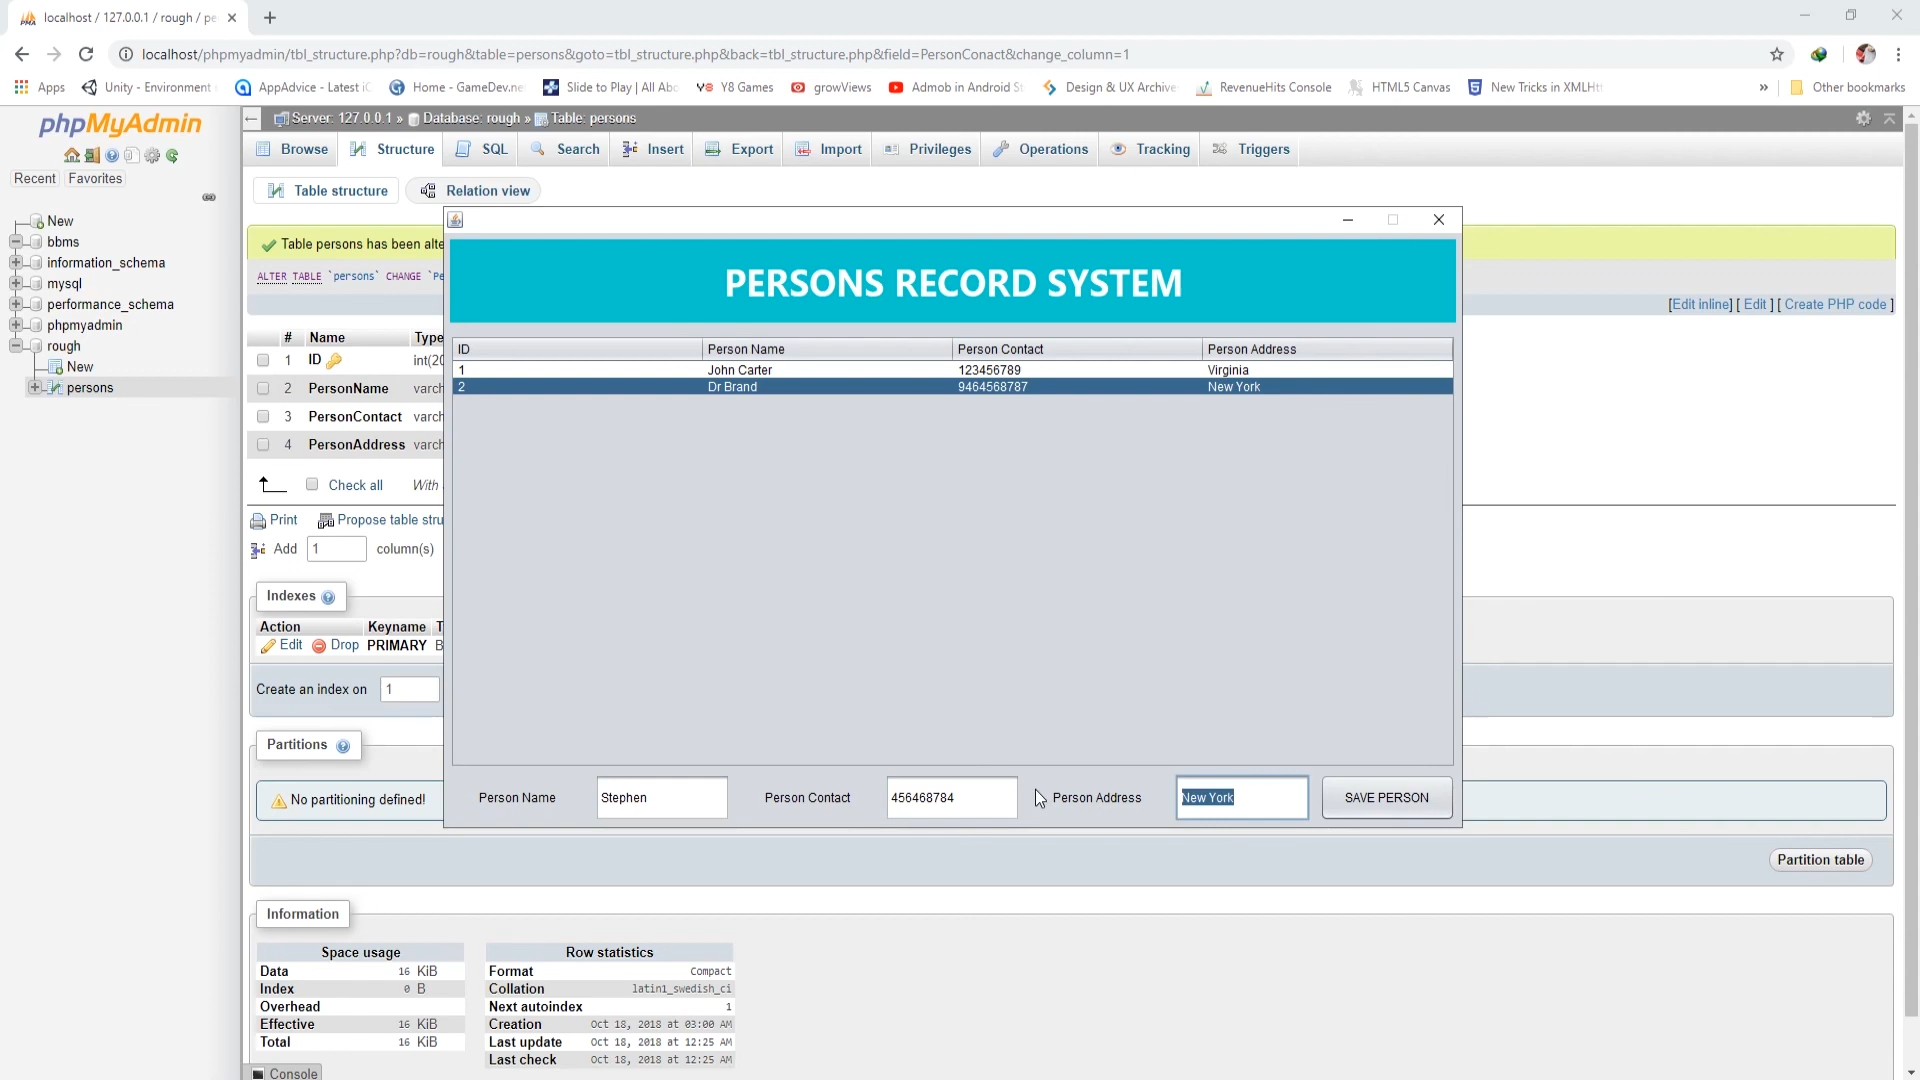 localhost / 127.0.0.1 / rough / pe
localhost/phpmyadmin/tbl_structure.php?db=rough&table=persons&goto=tbl_structure.php&back=tbl_structure.php&field=PersonConact&change_column=1
Apps Unity - Environment AppAdvice - Latest iO Home - GameDev.ne Slide to Play | All Abo Y8 Games growViews Admob in Android St Design & UX Archive RevenueHits Console HTML5 Canvas New Tricks in XMLHt » Other bookmarks
phpMyAdmin
Server: 127.0.0.1 » Database: rough » Table: persons
Browse Structure SQL Search Insert Export Import Privileges Operations Tracking Triggers
Recent Favorites
Table structure Relation view
New
bbms
information_schema
mysql
performance_schema
phpmyadmin
rough
New
persons
Table persons has been alte
ALTER TABLE `persons` CHANGE `Pe
[Edit inline] [ Edit ] [ Create PHP code ]
# Name Type
1 ID int(20
2 PersonName varch
3 PersonContact varch
4 PersonAddress varch
Check all With
Print Propose table stru
Add 1 column(s)
Indexes
Action Keyname T
Edit Drop PRIMARY B
Create an index on 1
Partitions
No partitioning defined!
Partition table
PERSONS RECORD SYSTEM
ID Person Name Person Contact Person Address
1 John Carter 123456789 Virginia
2 Dr Brand 9464568787 New York
Person Name Stephen Person Contact 456468784 Person Address New York SAVE PERSON
Information
Space usage
Data 16 KiB
Index 0 B
Overhead
Effective 16 KiB
Total 16 KiB
Row statistics
Format Compact
Collation latin1_swedish_ci
Next autoindex 1
Creation Oct 18, 2018 at 03:00 AM
Last update Oct 18, 2018 at 12:25 AM
Last check Oct 18, 2018 at 12:25 AM
Console